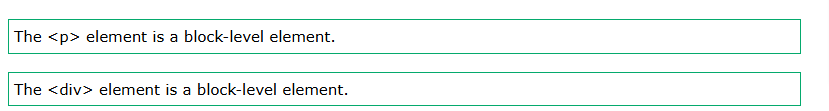 The <p> element is a block-level element.
The <div> element is a block-level element.